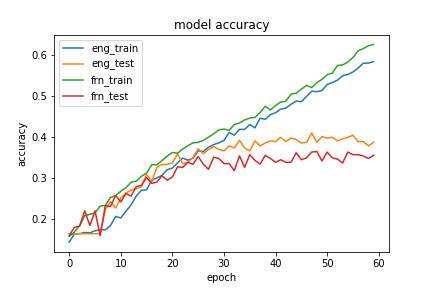 model accuracy
eng_train
eng_test
frn_train
frn_test
accuracy
0.6
0.5
0.4
0.3
0.2
0 10 20 30 40 50 60
epoch